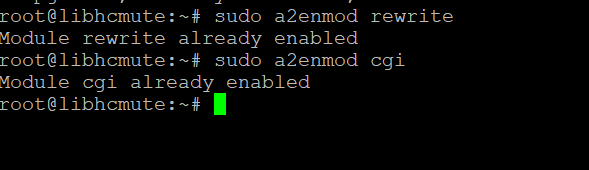 root@libhcmute:~# sudo a2enmod rewrite
Module rewrite already enabled
root@libhcmute:~# sudo a2enmod cgi
Module cgi already enabled
root@libhcmute:~#